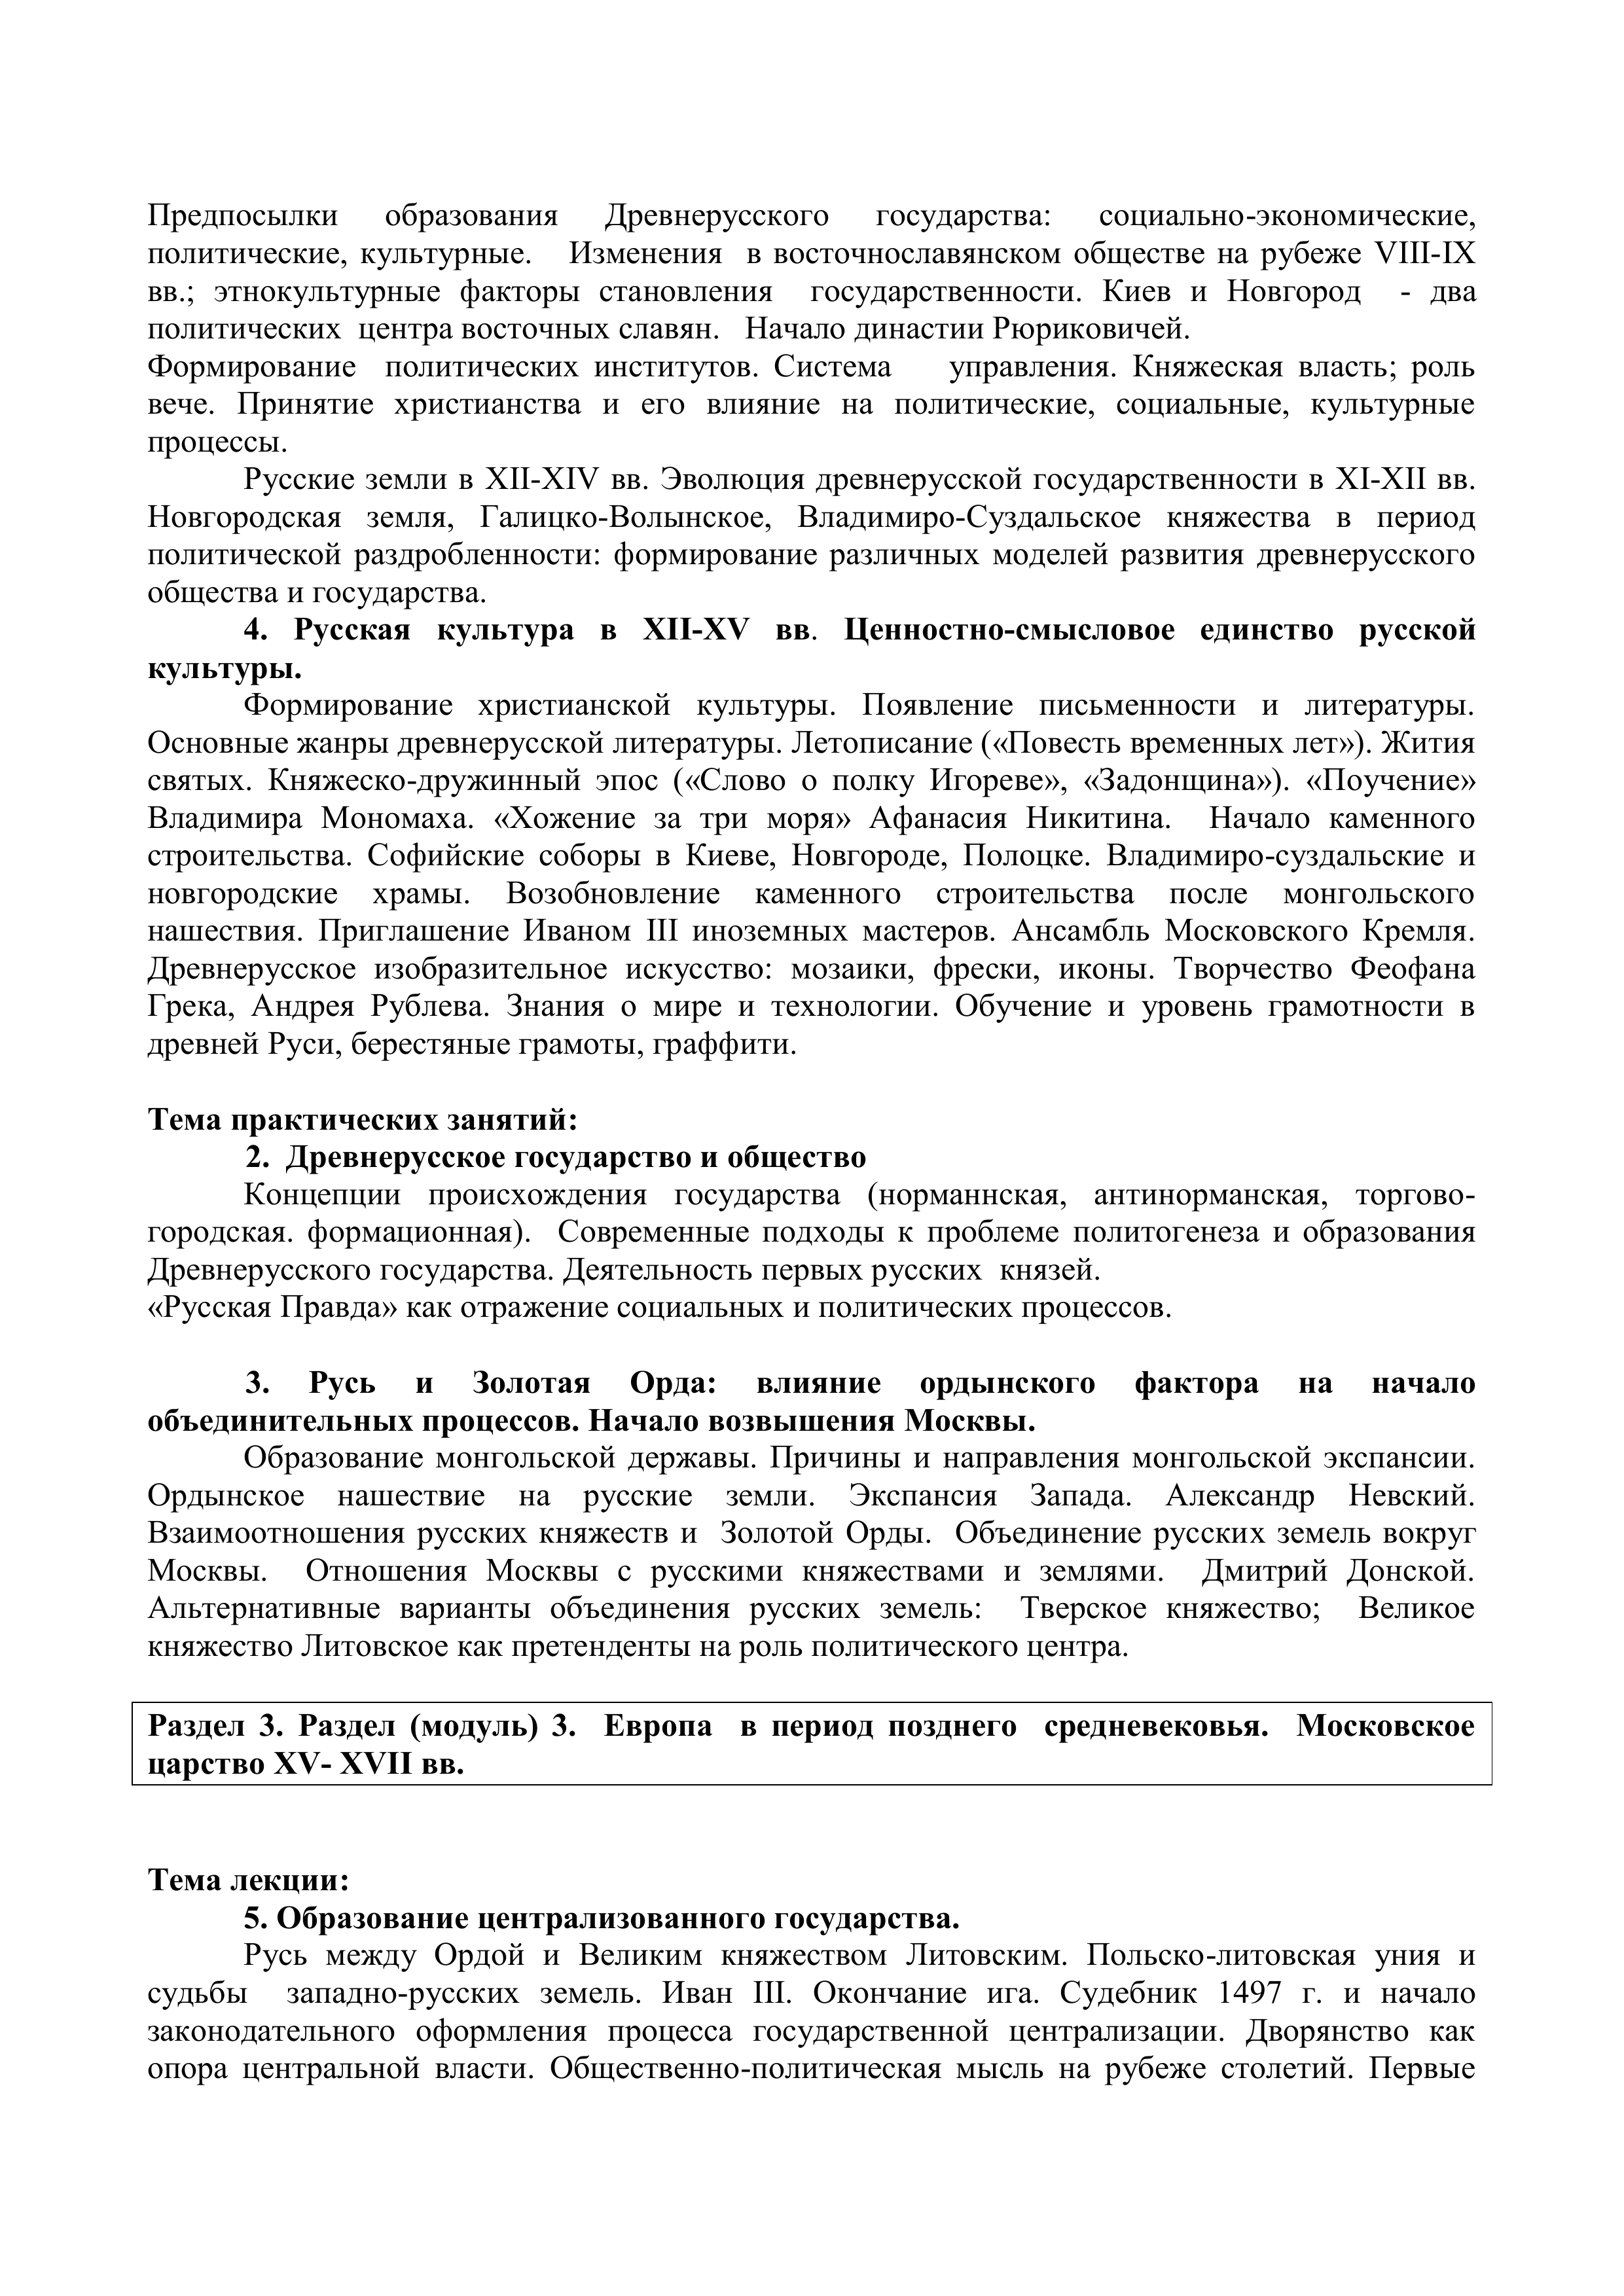 Предпосылки образования Древнерусского государства: социально-экономические,
политические, культурные. Изменения в восточнославянском обществе на рубеже VIII-IX
вв.; этнокультурные факторы становления государственности. Киев и Новгород - два
политических центра восточных славян. Начало династии Рюриковичей.
Формирование политических институтов. Система управления. Княжеская власть; роль
вече. Принятие христианства и его влияние на политические, социальные, культурные
процессы.
Русские земли в XII-XIV вв. Эволюция древнерусской государственности в XI-XII вв.
Новгородская земля, Галицко-Волынское, Владимиро-Суздальское княжества в период
политической раздробленности: формирование различных моделей развития древнерусского
общества и государства.
4. Русская культура в XII-XV вв. Ценностно-смысловое единство русской
культуры.
Формирование христианской культуры. Появление письменности и литературы.
Основные жанры древнерусской литературы. Летописание («Повесть временных лет»). Жития
святых. Княжеско-дружинный эпос («Слово о полку Игореве», «Задонщина»). «Поучение»
Владимира Мономаха. «Хожение за три моря» Афанасия Никитина. Начало каменного
строительства. Софийские соборы в Киеве, Новгороде, Полоцке. Владимиро-суздальские и
новгородские храмы. Возобновление каменного строительства после монгольского
нашествия. Приглашение Иваном III иноземных мастеров. Ансамбль Московского Кремля.
Древнерусское изобразительное искусство: мозаики, фрески, иконы. Творчество Феофана
Грека, Андрея Рублева. Знания о мире и технологии. Обучение и уровень грамотности в
древней Руси, берестяные грамоты, граффити.
Тема практических занятий:
2. Древнерусское государство и общество
Концепции происхождения государства (норманнская, антинорманская, торгово-
городская. формационная). Современные подходы к проблеме политогенеза и образования
Древнерусского государства. Деятельность первых русских князей.
«Русская Правда» как отражение социальных и политических процессов.
3. Русь и Золотая Орда: влияние ордынского фактора на начало
объединительных процессов. Начало возвышения Москвы.
Образование монгольской державы. Причины и направления монгольской экспансии.
Ордынское нашествие на русские земли. Экспансия Запада. Александр Невский.
Взаимоотношения русских княжеств и Золотой Орды. Объединение русских земель вокруг
Москвы. Отношения Москвы с русскими княжествами и землями. Дмитрий Донской.
Альтернативные варианты объединения русских земель: Тверское княжество; Великое
княжество Литовское как претенденты на роль политического центра.
Раздел 3. Раздел (модуль) 3. Европа в период позднего средневековья. Московское
царство XV- XVII вв.
Тема лекции:
5. Образование централизованного государства.
Русь между Ордой и Великим княжеством Литовским. Польско-литовская уния и
судьбы западно-русских земель. Иван III. Окончание ига. Судебник 1497 г. и начало
законодательного оформления процесса государственной централизации. Дворянство как
опора центральной власти. Общественно-политическая мысль на рубеже столетий. Первые